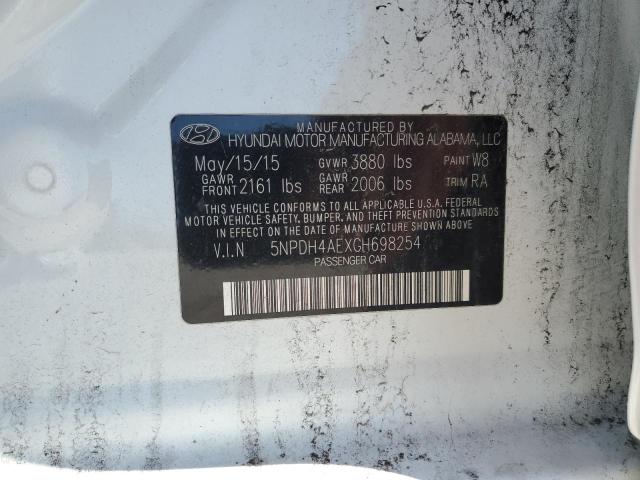 MANUFACTURED BY
HYUNDAI MOTOR MANUFACTURING ALABAMA, LLC
May/15/15 GVWR 3880 lbs PAINT W8
GAWR FRONT 2161 lbs GAWR REAR 2006 lbs TRIM RA
THIS VEHICLE CONFORMS TO ALL APPLICABLE U.S.A. FEDERAL
MOTOR VEHICLE SAFETY, BUMPER, AND THEFT PREVENTION
STANDARDS IN EFFECT ON THE DATE OF MANUFACTURE SHOWN ABOVE
V.I.N 5NPDH4AEXGH698254
PASSENGER CAR